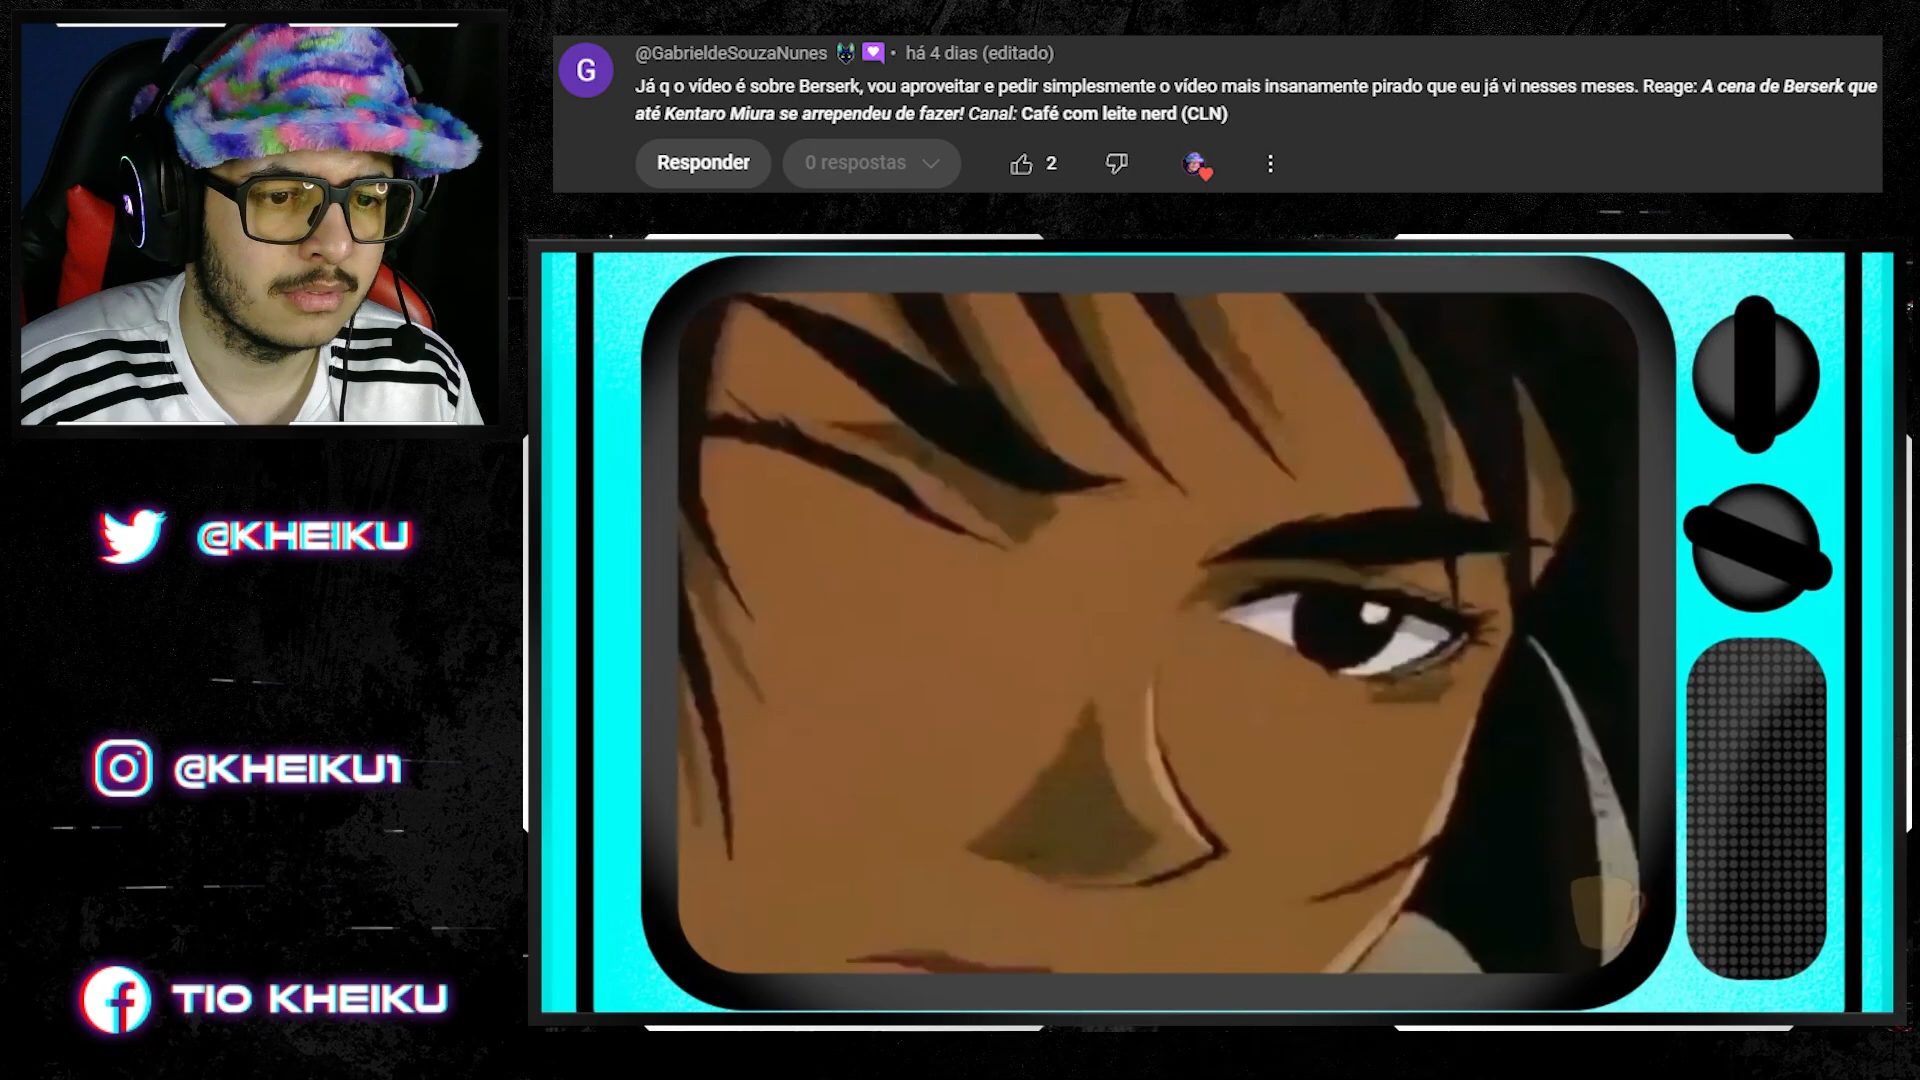 G
@GabrieldeSouzaNunes • há 4 dias (editado)
Já q o vídeo é sobre Berserk, vou aproveitar e pedir simplesmente o vídeo mais insanamente pirado que eu já vi nesses meses. Reage: A cena de Berserk que
até Kentaro Miura se arrependeu de fazer! Canal: Café com leite nerd (CLN)
Responder 0 respostas 2
@KHEIKU
@KHEIKU1
TIO KHEIKU